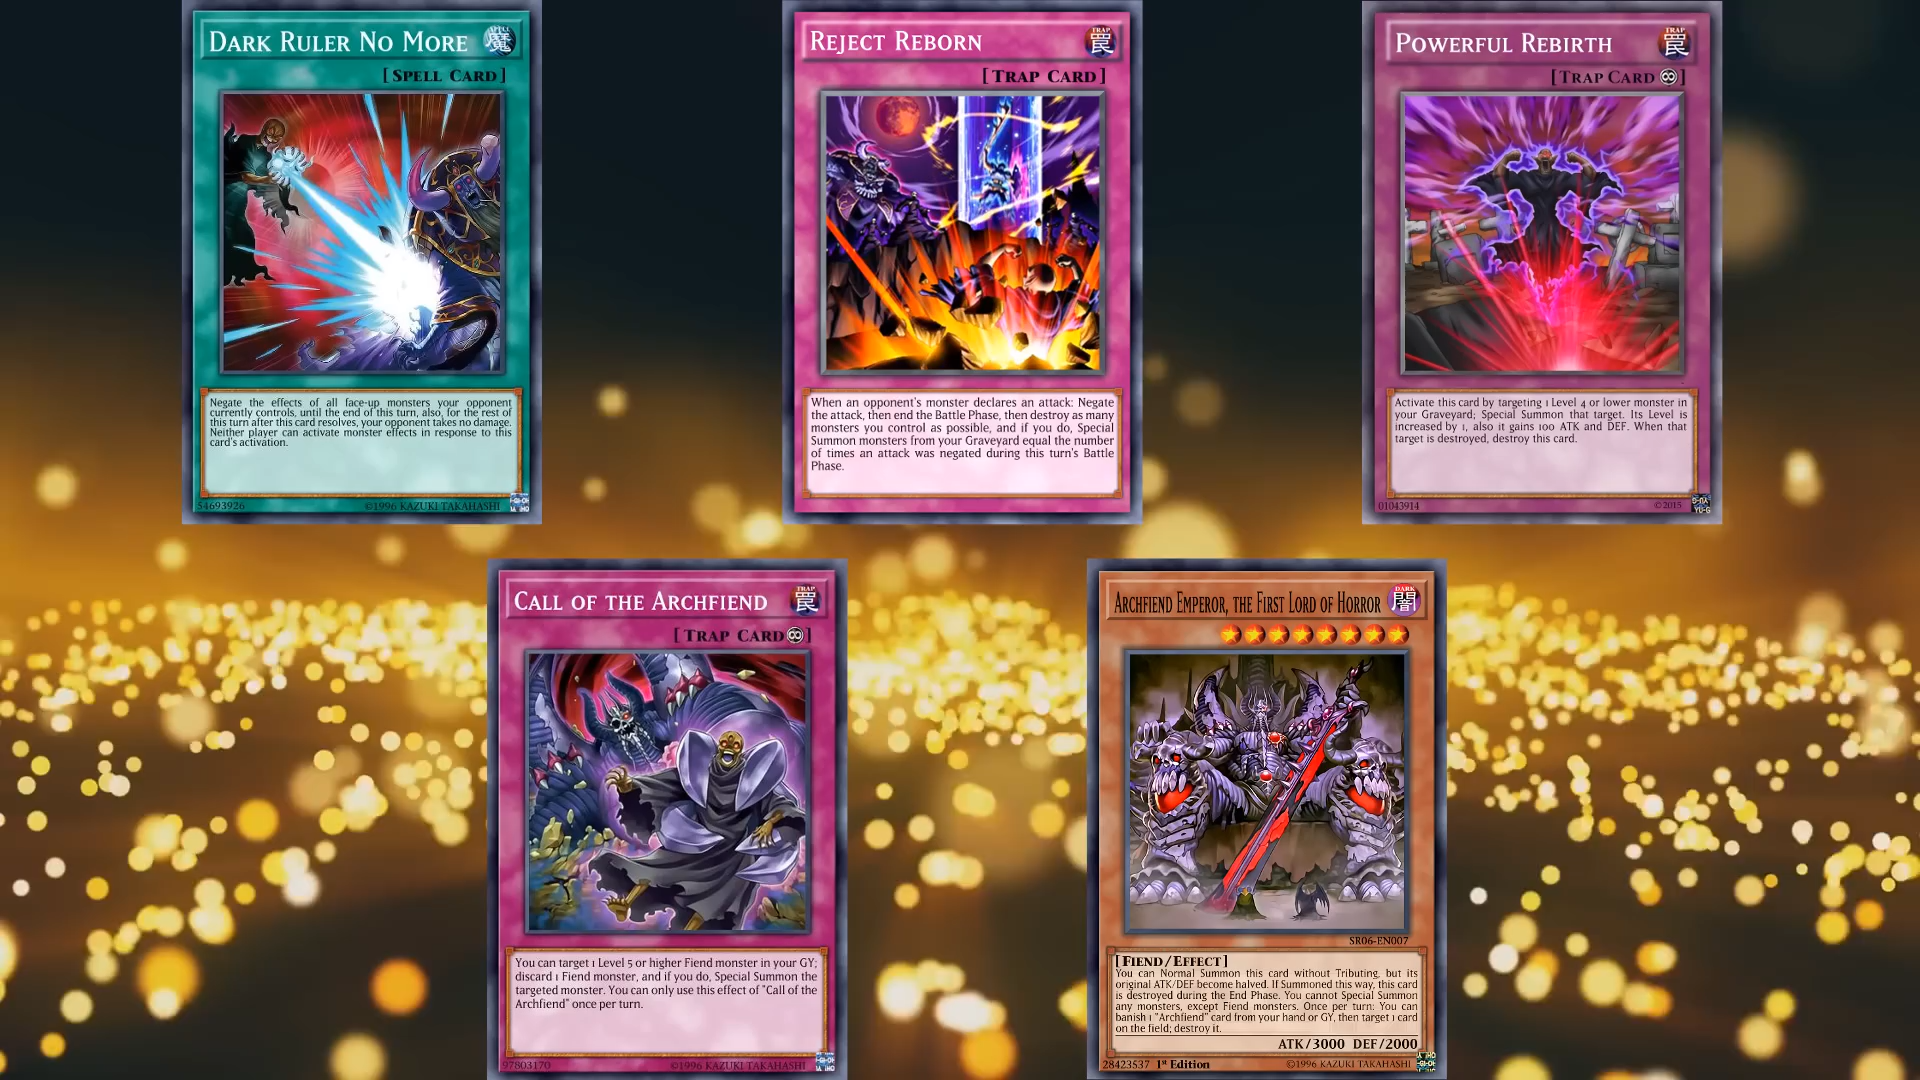 DARK RULER NO MORE
[SPELL CARD]
Negate the effects of all face-up monsters your opponent
currently controls, until the end of this turn, also, for the rest of
this turn after this card resolves, your opponent takes no damage.
Neither player can activate monster effects in response to this
card's activation.
54693926 ©1996 KAZUKI TAKAHASHI
REJECT REBORN
TRAP
罠
[TRAP CARD]
When an opponent's monster declares an attack: Negate
the attack, then end the Battle Phase, then destroy as many
monsters you control as possible, and if you do, Special
Summon monsters from your Graveyard equal the number
of times an attack was negated during this turn's Battle
Phase.
POWERFUL REBIRTH
TRAP
罠
[TRAP CARD]
Activate this card by targeting 1 Level 4 or lower monster in
your Graveyard; Special Summon that target. Its Level is
increased by 1, also it gains 100 ATK and DEF. When that
target is destroyed, destroy this card.
01043914 ©2015
CALL OF THE ARCHFIEND
TRAP
罠
[TRAP CARD]
You can target 1 Level 5 or higher Fiend monster in your GY;
discard 1 Fiend monster, and if you do, Special Summon the
targeted monster. You can only use this effect of "Call of the
Archfiend" once per turn.
97803170 ©1996 KAZUKI TAKAHASHI
ARCHFIEND EMPEROR, THE FIRST LORD OF HORROR
DARK
闇
SR06-EN007
[FIEND/EFFECT]
You can Normal Summon this card without Tributing, but its
original ATK/DEF become halved. If Summoned this way, this card
is destroyed during the End Phase. You cannot Special Summon
any monsters, except Fiend monsters. Once per turn: You can
banish 1 "Archfiend" card from your hand or GY, then target 1 card
on the field; destroy it.
ATK/3000 DEF/2000
28423537 1st Edition ©1996 KAZUKI TAKAHASHI